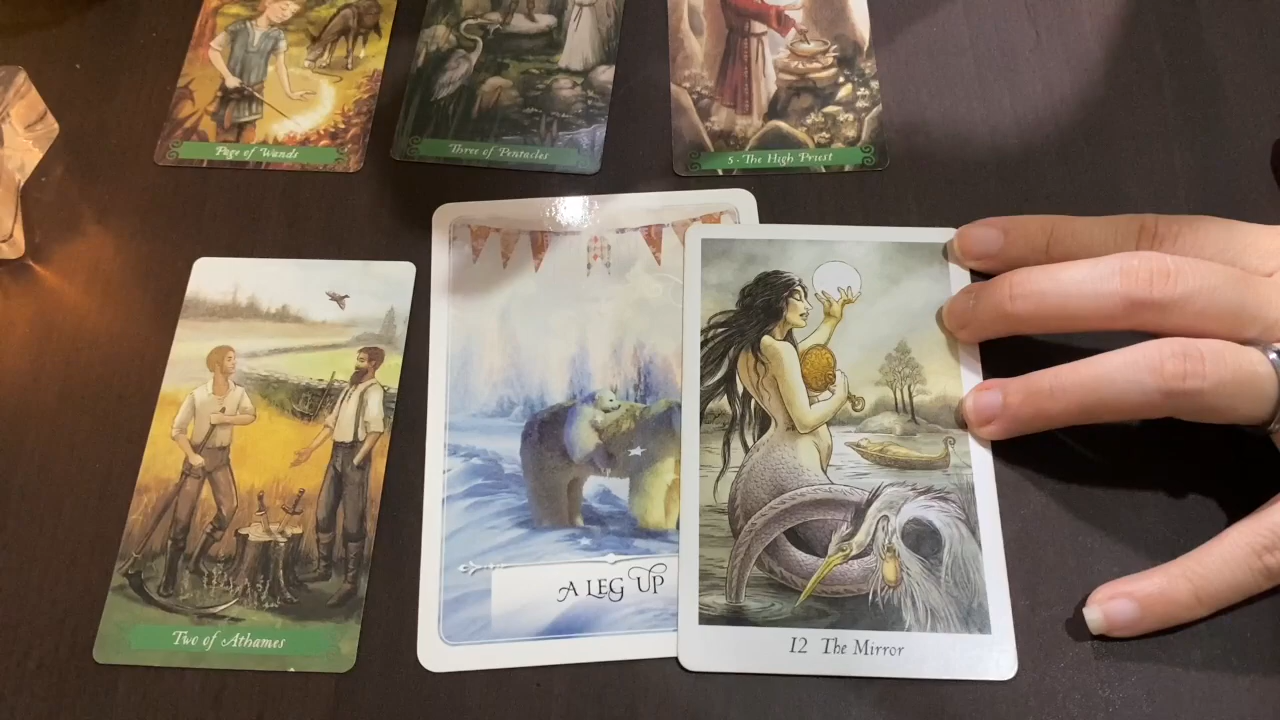 Page of Wands
Three of Pentacles
5 · The High Priest
Two of Athames
A LEG UP
12 The Mirror